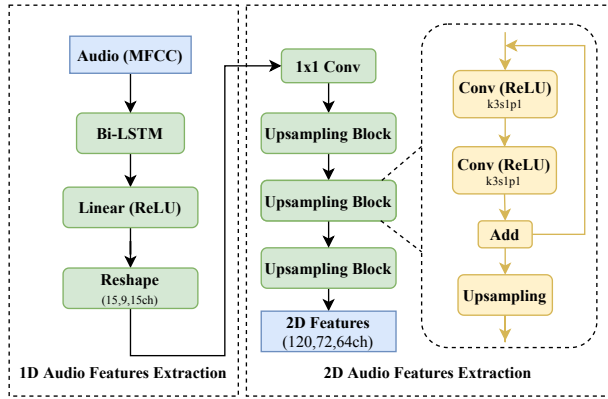 Audio (MFCC)
Bi-LSTM
Linear (ReLU)
Reshape
(15,9,15ch)
1D Audio Features Extraction
1x1 Conv
Upsampling Block
Upsampling Block
Upsampling Block
2D Features
(120,72,64ch)
Conv (ReLU)
k3s1p1
Conv (ReLU)
k3s1p1
Add
Upsampling
2D Audio Features Extraction